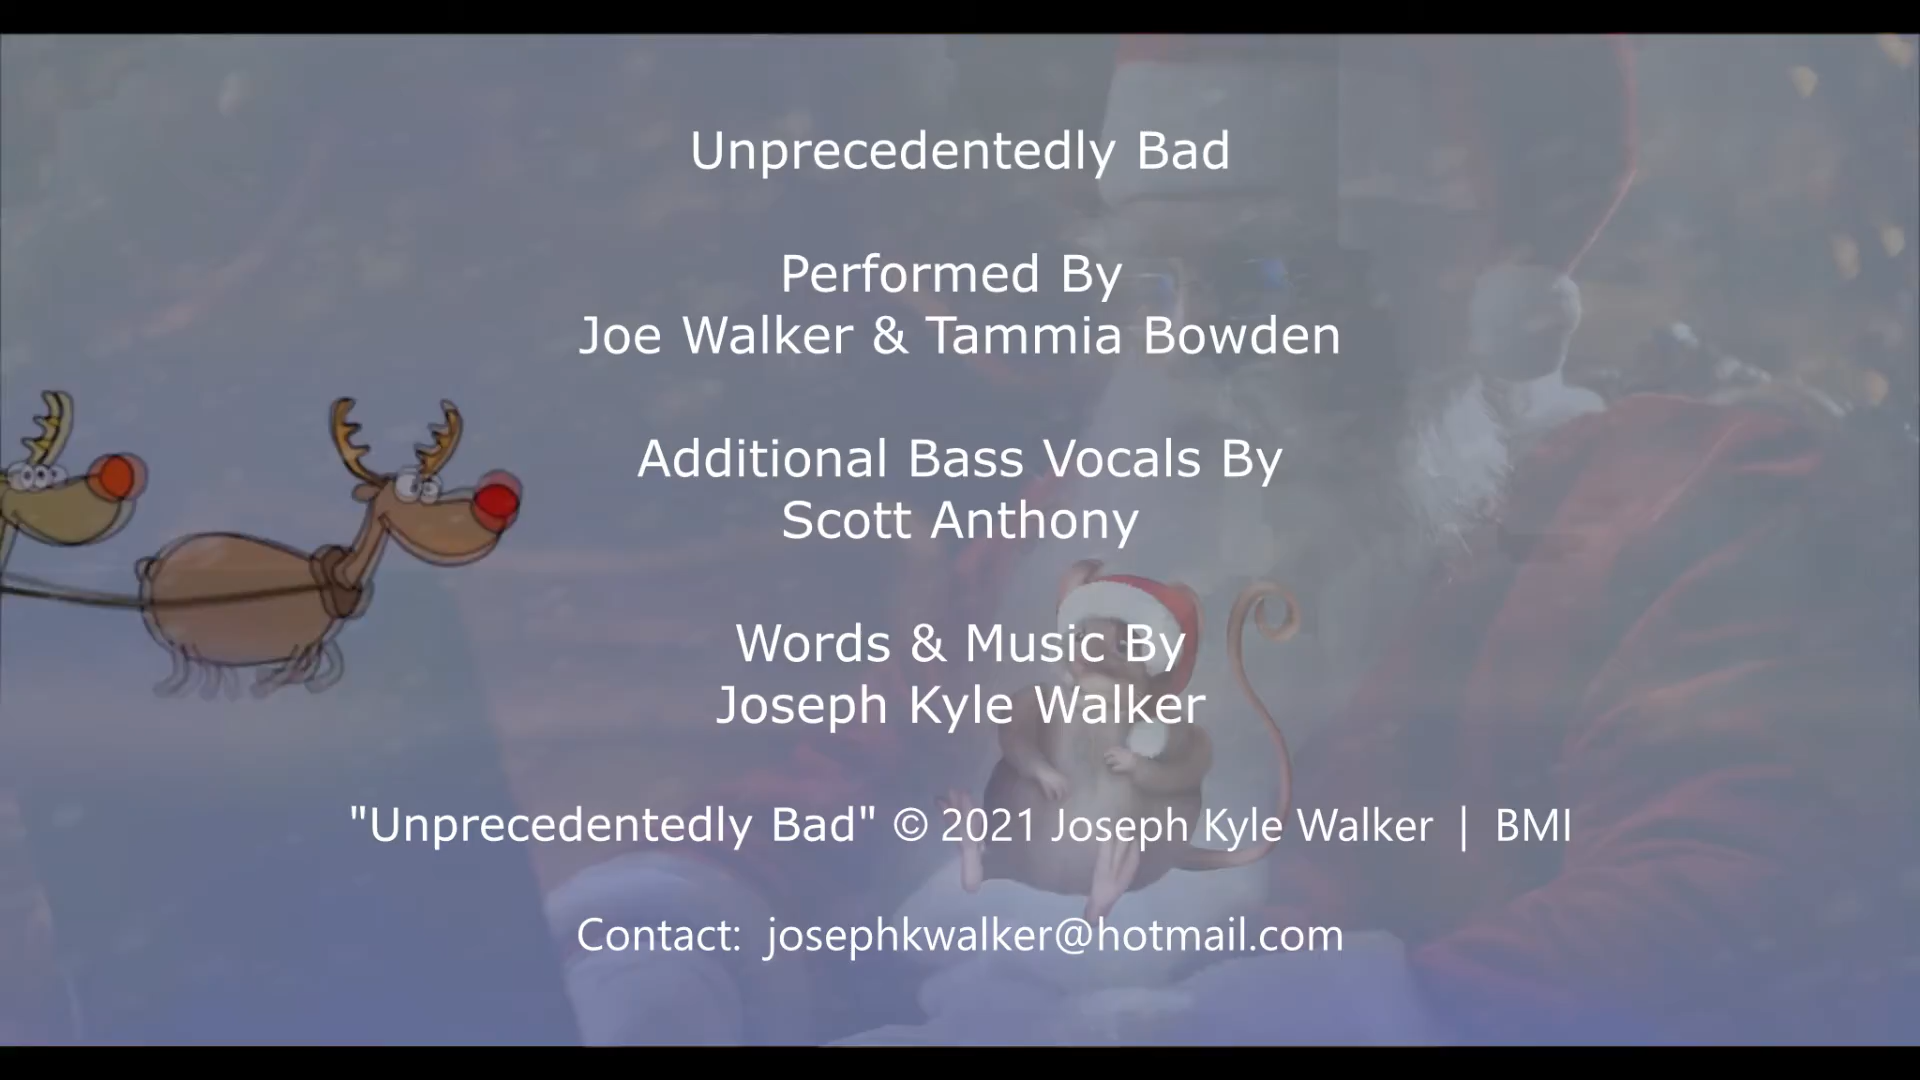 Unprecedentedly Bad
Performed By
Joe Walker & Tammia Bowden
Additional Bass Vocals By
Scott Anthony
Words & Music By
Joseph Kyle Walker
"Unprecedentedly Bad" © 2021 Joseph Kyle Walker | BMI
Contact: josephkwalker@hotmail.com